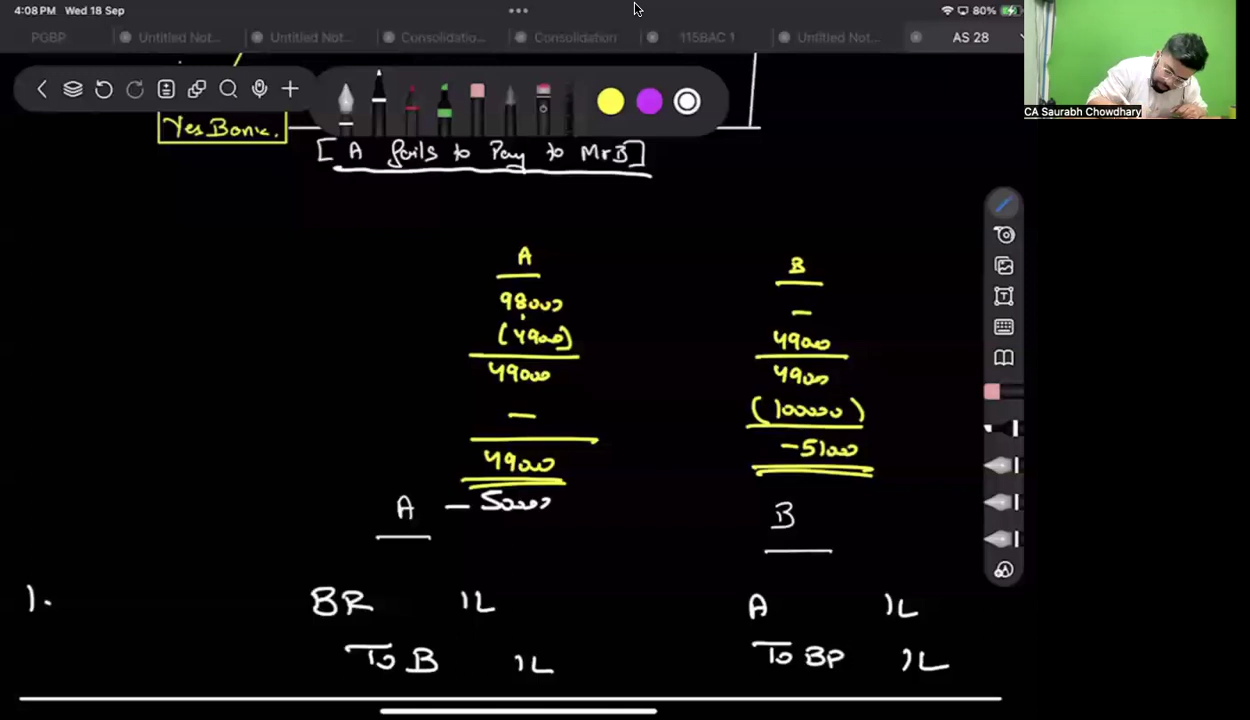 4:08 PM Wed 18 Sep
80%
PGBP
Untitled Not...
Untitled Not...
Consolidatio...
Consolidation
115BAC 1
Untitled Not...
AS 28
CA Saurabh Chowdhary
Yes Bank.
[A fails to Pay to Mr B]
A
98000
(49000)
49000
—
49000
B
—
49000
49000
(100000)
-51000
A — 50000
B
1.
BR 1L
To B 1L
A 1L
To BP 1L